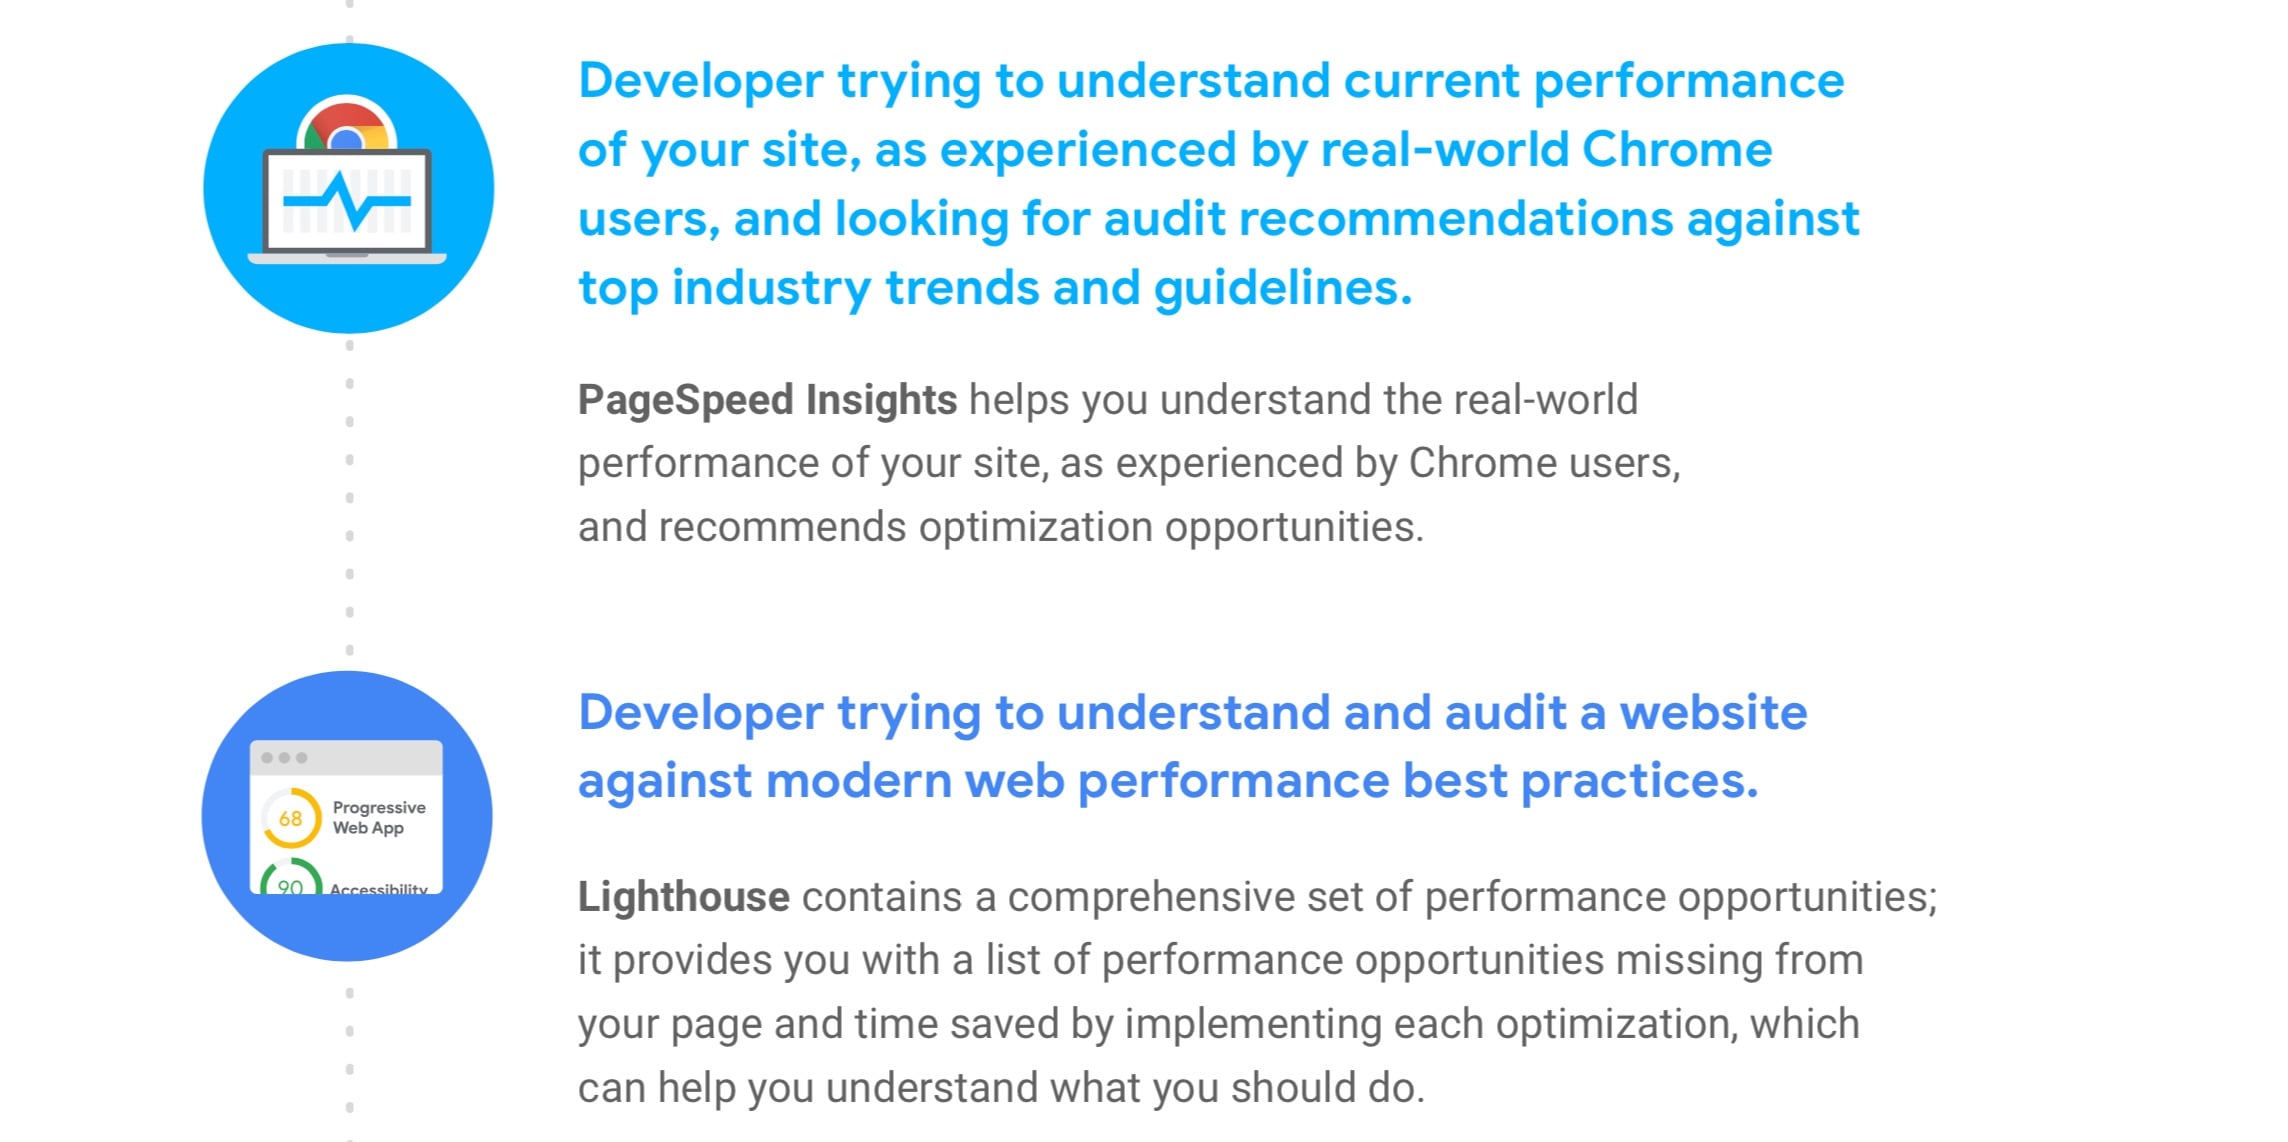 Developer trying to understand current performance
of your site, as experienced by real-world Chrome
users, and looking for audit recommendations against
top industry trends and guidelines.
PageSpeed Insights helps you understand the real-world
performance of your site, as experienced by Chrome users,
and recommends optimization opportunities.
68
Progressive
Web App
90
Accessibility
Developer trying to understand and audit a website
against modern web performance best practices.
Lighthouse contains a comprehensive set of performance opportunities;
it provides you with a list of performance opportunities missing from
your page and time saved by implementing each optimization, which
can help you understand what you should do.